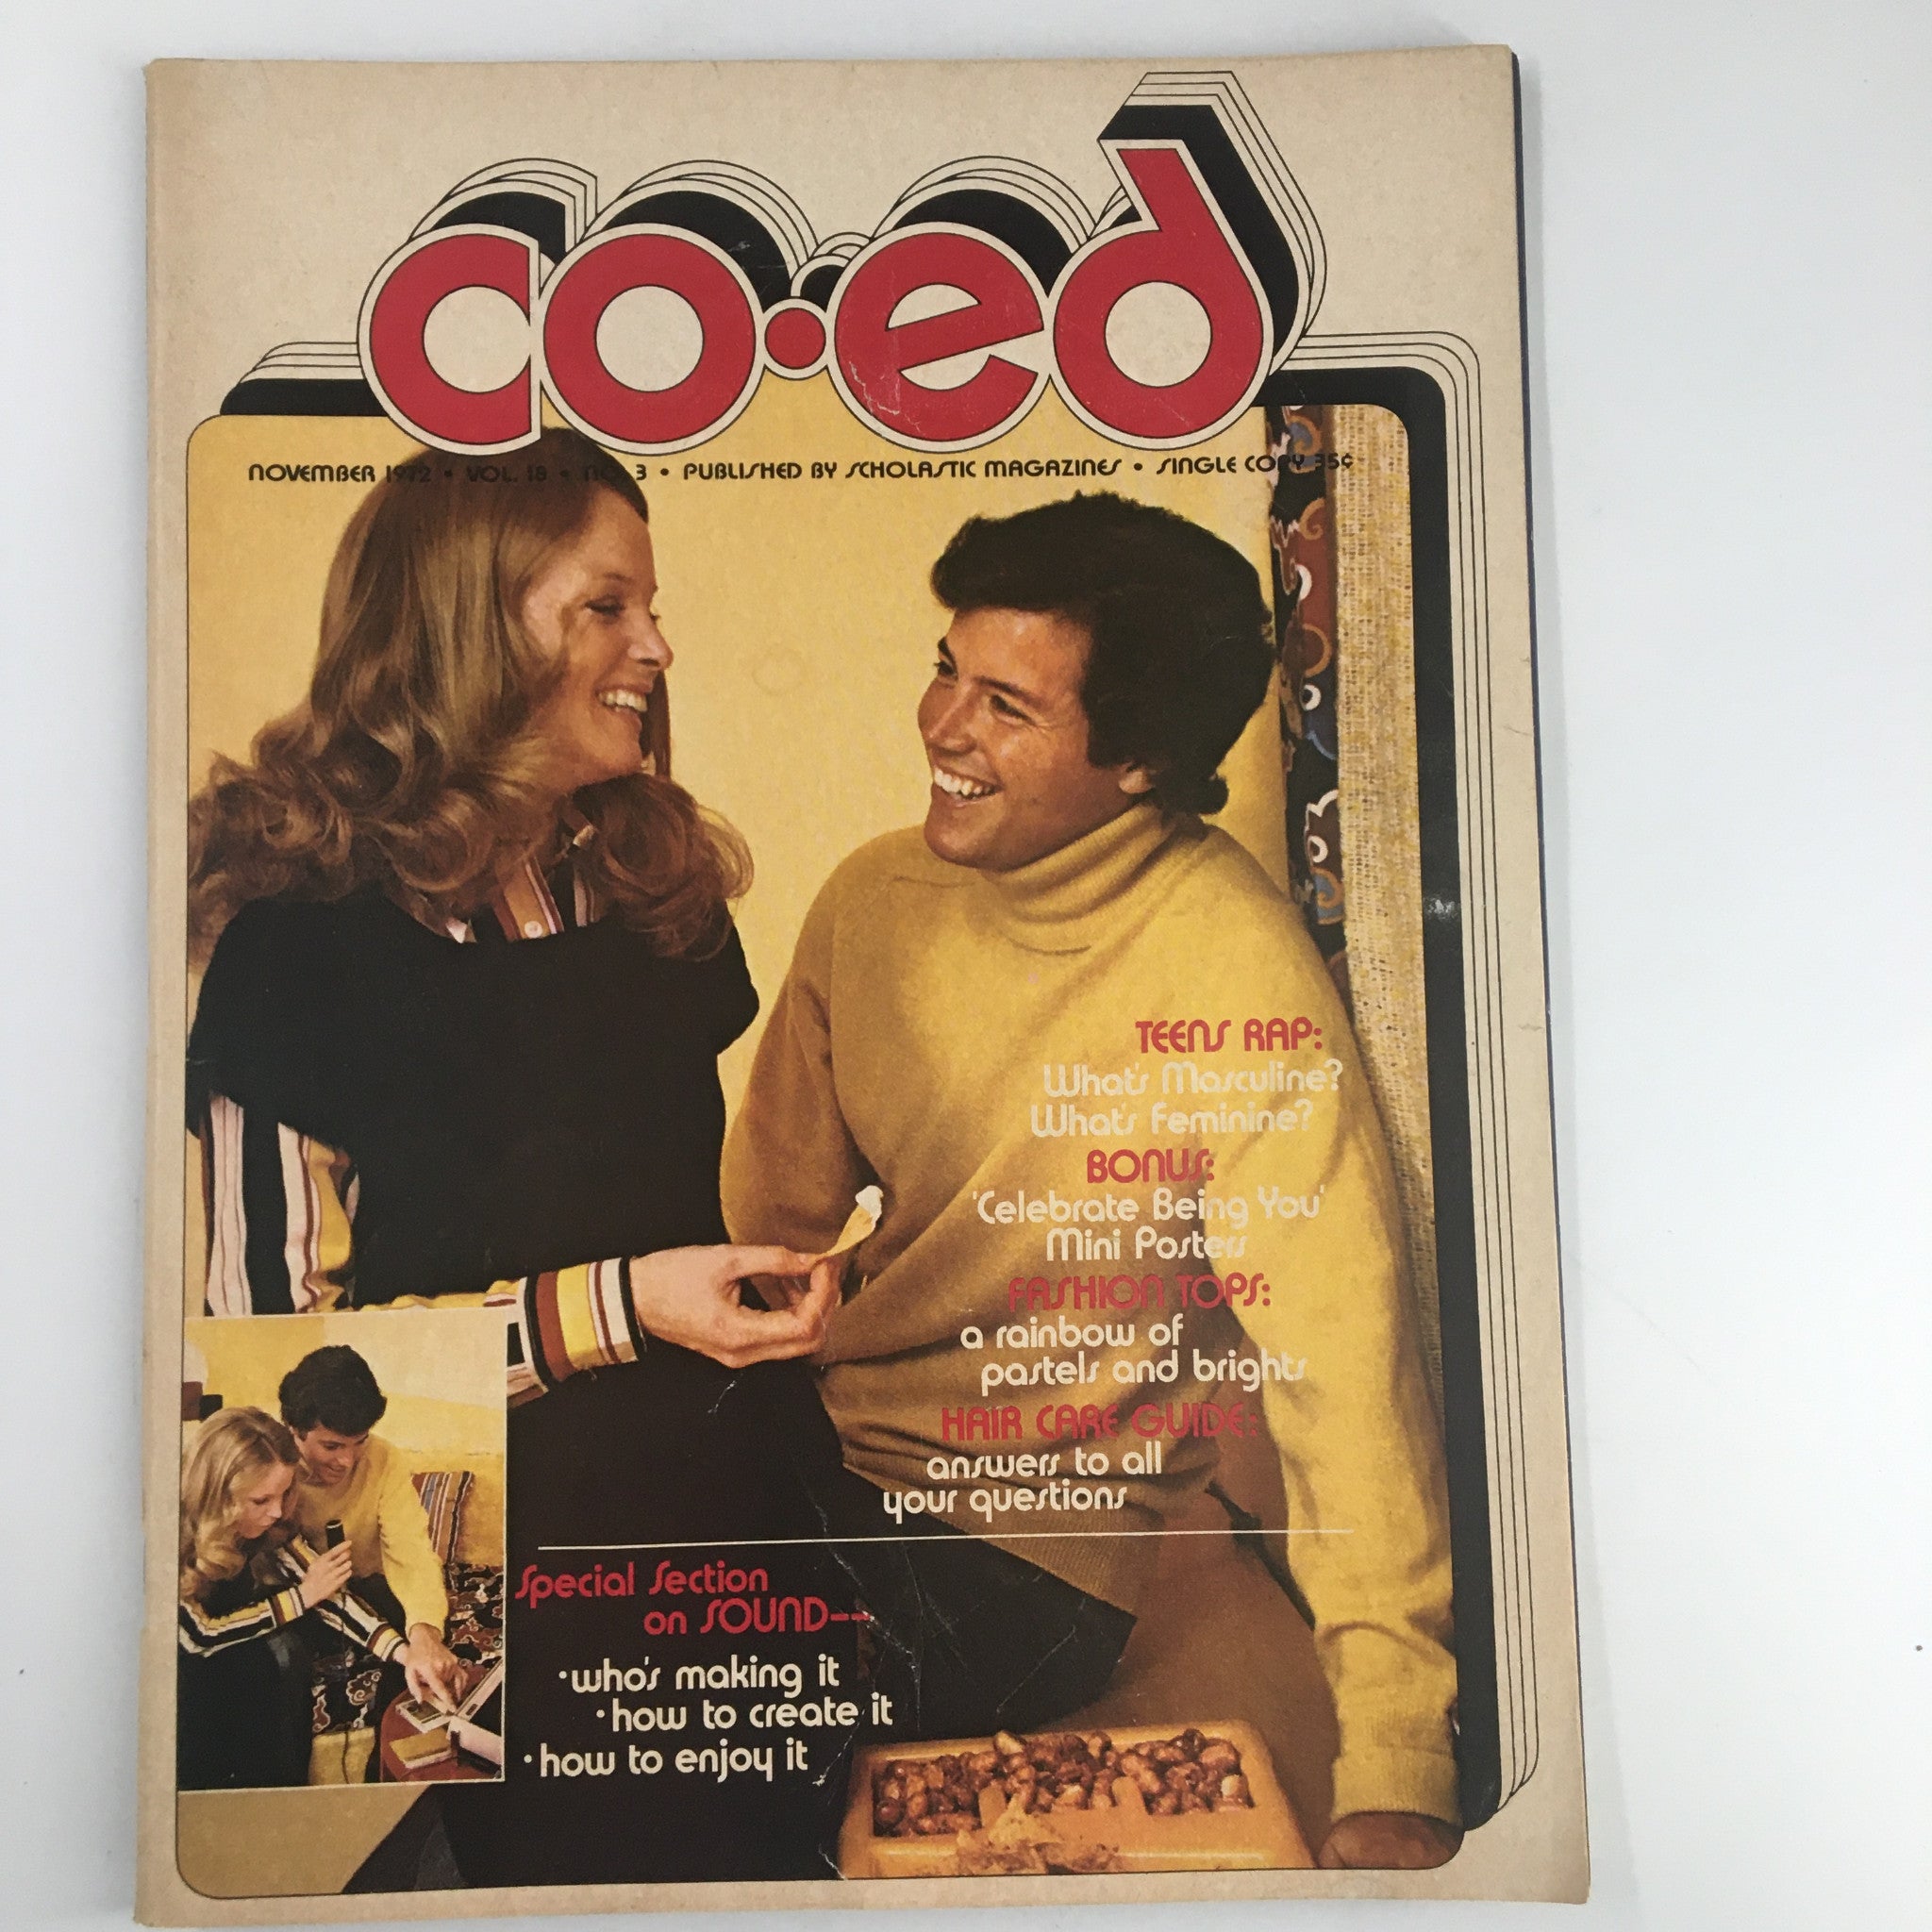 co•ed
NOVEMBER 1972 • VOL. 18 • NO. 3 • PUBLISHED BY SCHOLASTIC MAGAZINES • SINGLE COPY 35¢
TEENS RAP:
What's Masculine?
What's Feminine?
BONUS:
'Celebrate Being You'
Mini Posters
FASHION TOPS:
a rainbow of
pastels and brights
HAIR CARE GUIDE:
answers to all
your questions
Special Section
on SOUND--
•who's making it
•how to create it
•how to enjoy it